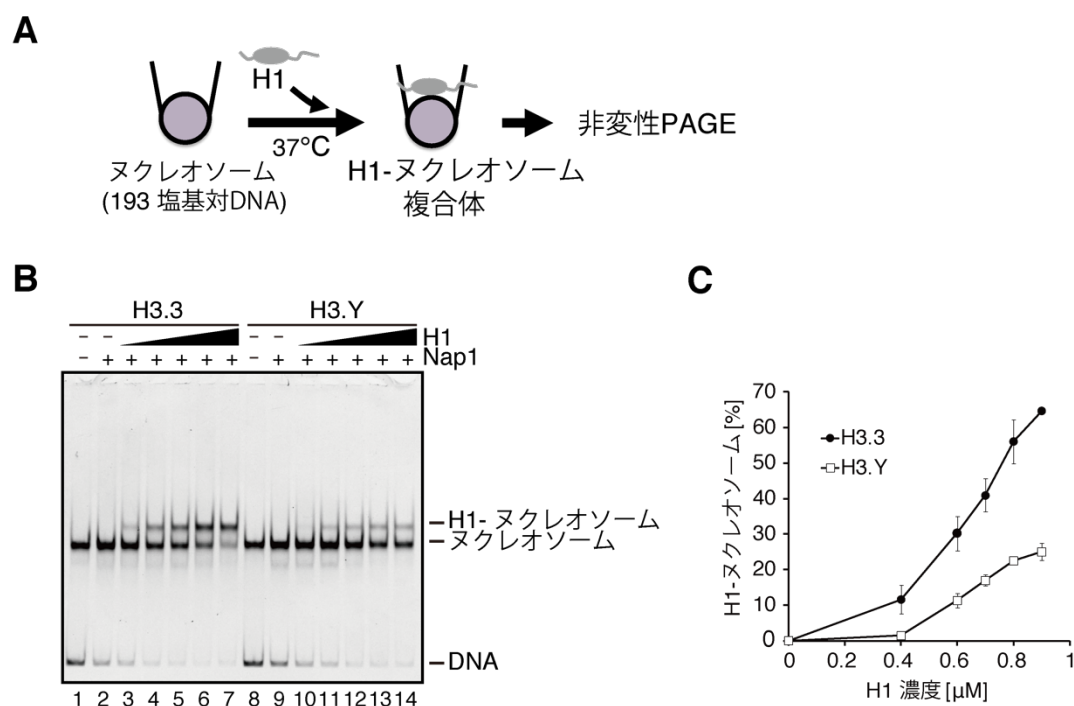 A
H1
37°C
ヌクレオソーム
(193 塩基対DNA)
H1-ヌクレオソーム
複合体
非変性PAGE
B
H3.3 H3.Y
– – – – H1
– + + + + + + – + + + + + + Nap1
H1- ヌクレオソーム
ヌクレオソーム
DNA
1 2 3 4 5 6 7 8 9 10 11 12 13 14
C
H1-ヌクレオソーム [%]
70
60
50
40
30
20
10
0
H3.3
H3.Y
0 0.2 0.4 0.6 0.8 1
H1 濃度 [μM]